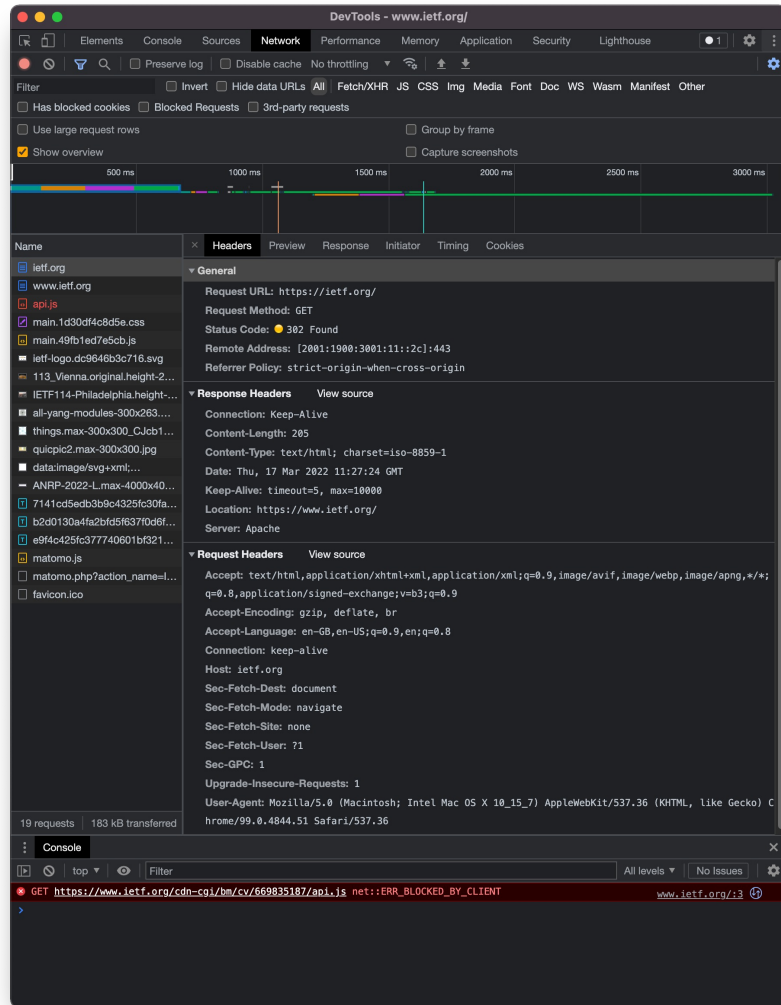 DevTools - www.ietf.org/
Elements Console Sources Network Performance Memory Application Security Lighthouse 1
Preserve log Disable cache No throttling
Filter Invert Hide data URLs All Fetch/XHR JS CSS Img Media Font Doc WS Wasm Manifest Other
Has blocked cookies Blocked Requests 3rd-party requests
Use large request rows Group by frame
Show overview Capture screenshots
500 ms 1000 ms 1500 ms 2000 ms 2500 ms 3000 ms
Name
ietf.org
www.ietf.org
api.js
main.1d30df4c8d5e.css
main.49fb1ed7e5cb.js
ietf-logo.dc9646b3c716.svg
113_Vienna.original.height-2...
IETF114-Philadelphia.height-...
all-yang-modules-300x263....
things.max-300x300_CJcb1...
quicpic2.max-300x300.jpg
data:image/svg+xml;...
ANRP-2022-L.max-4000x40...
7141cd5edb3b9c4325fc30fa...
b2d0130a4fa2bfd5f637f0d6f...
e9f4c425fc377740601bf321...
matomo.js
matomo.php?action_name=I...
favicon.ico
19 requests 183 kB transferred
× Headers Preview Response Initiator Timing Cookies
General
Request URL: https://ietf.org/
Request Method: GET
Status Code: 302 Found
Remote Address: [2001:1900:3001:11::2c]:443
Referrer Policy: strict-origin-when-cross-origin
Response Headers View source
Connection: Keep-Alive
Content-Length: 205
Content-Type: text/html; charset=iso-8859-1
Date: Thu, 17 Mar 2022 11:27:24 GMT
Keep-Alive: timeout=5, max=10000
Location: https://www.ietf.org/
Server: Apache
Request Headers View source
Accept: text/html,application/xhtml+xml,application/xml;q=0.9,image/avif,image/webp,image/apng,*/*;
q=0.8,application/signed-exchange;v=b3;q=0.9
Accept-Encoding: gzip, deflate, br
Accept-Language: en-GB,en-US;q=0.9,en;q=0.8
Connection: keep-alive
Host: ietf.org
Sec-Fetch-Dest: document
Sec-Fetch-Mode: navigate
Sec-Fetch-Site: none
Sec-Fetch-User: ?1
Sec-GPC: 1
Upgrade-Insecure-Requests: 1
User-Agent: Mozilla/5.0 (Macintosh; Intel Mac OS X 10_15_7) AppleWebKit/537.36 (KHTML, like Gecko) C
hrome/99.0.4844.51 Safari/537.36
Console ×
top Filter All levels No Issues
GET https://www.ietf.org/cdn-cgi/bm/cv/669835187/api.js net::ERR_BLOCKED_BY_CLIENT www.ietf.org/:3